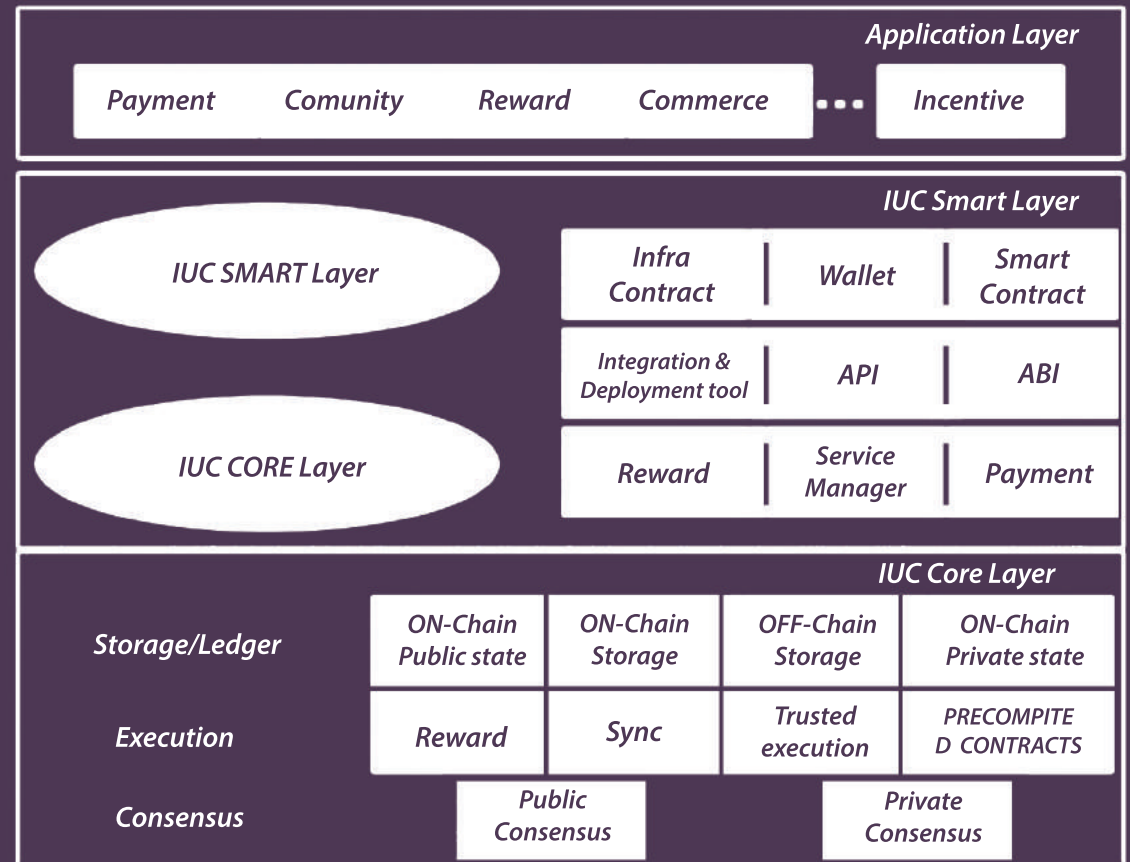 Application Layer
Payment Comunity Reward Commerce ... Incentive
IUC Smart Layer
IUC SMART Layer
Infra
Contract
Wallet
Smart
Contract
Integration &
Deployment tool
API
ABI
IUC CORE Layer
Reward
Service
Manager
Payment
IUC Core Layer
Storage/Ledger
ON-Chain
Public state
ON-Chain
Storage
OFF-Chain
Storage
ON-Chain
Private state
Execution
Reward
Sync
Trusted
execution
PRECOMPITE
D CONTRACTS
Consensus
Public
Consensus
Private
Consensus